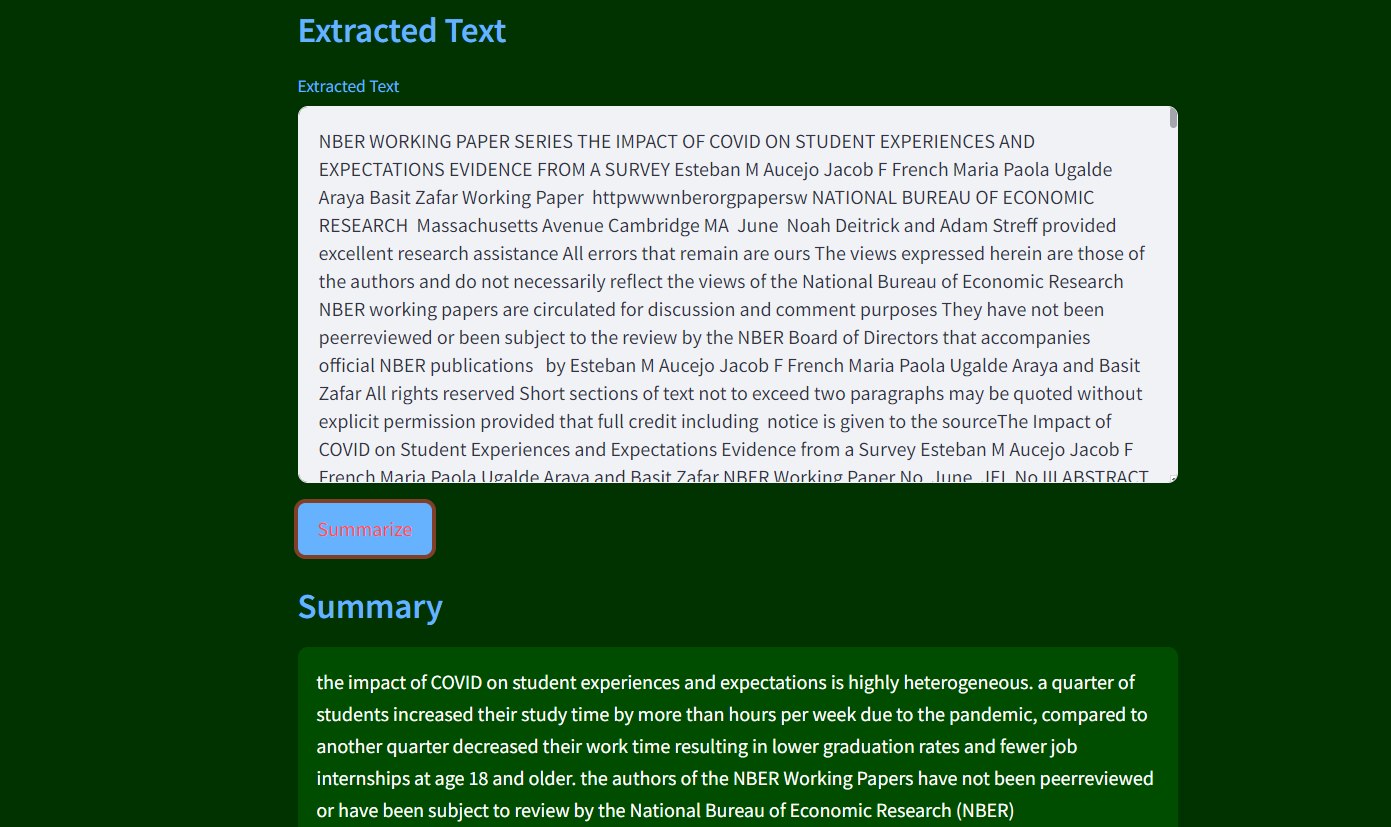 Extracted Text
Extracted Text
NBER WORKING PAPER SERIES THE IMPACT OF COVID ON STUDENT EXPERIENCES AND
EXPECTATIONS EVIDENCE FROM A SURVEY Esteban M Aucejo Jacob F French Maria Paola Ugalde
Araya Basit Zafar Working Paper  httpwwwnberorgpapersw NATIONAL BUREAU OF ECONOMIC
RESEARCH  Massachusetts Avenue Cambridge MA  June  Noah Deitrick and Adam Streff provided
excellent research assistance All errors that remain are ours The views expressed herein are those of
the authors and do not necessarily reflect the views of the National Bureau of Economic Research
NBER working papers are circulated for discussion and comment purposes They have not been
peerreviewed or been subject to the review by the NBER Board of Directors that accompanies
official NBER publications   by Esteban M Aucejo Jacob F French Maria Paola Ugalde Araya and Basit
Zafar All rights reserved Short sections of text not to exceed two paragraphs may be quoted without
explicit permission provided that full credit including  notice is given to the sourceThe Impact of
COVID on Student Experiences and Expectations Evidence from a Survey Esteban M Aucejo Jacob F
French Maria Paola Ugalde Araya and Basit Zafar NBER Working Paper No  June  JEL No III ABSTRACT
Summarize
Summary
the impact of COVID on student experiences and expectations is highly heterogeneous. a quarter of
students increased their study time by more than hours per week due to the pandemic, compared to
another quarter decreased their work time resulting in lower graduation rates and fewer job
internships at age 18 and older. the authors of the NBER Working Papers have not been peerreviewed
or have been subject to review by the National Bureau of Economic Research (NBER)